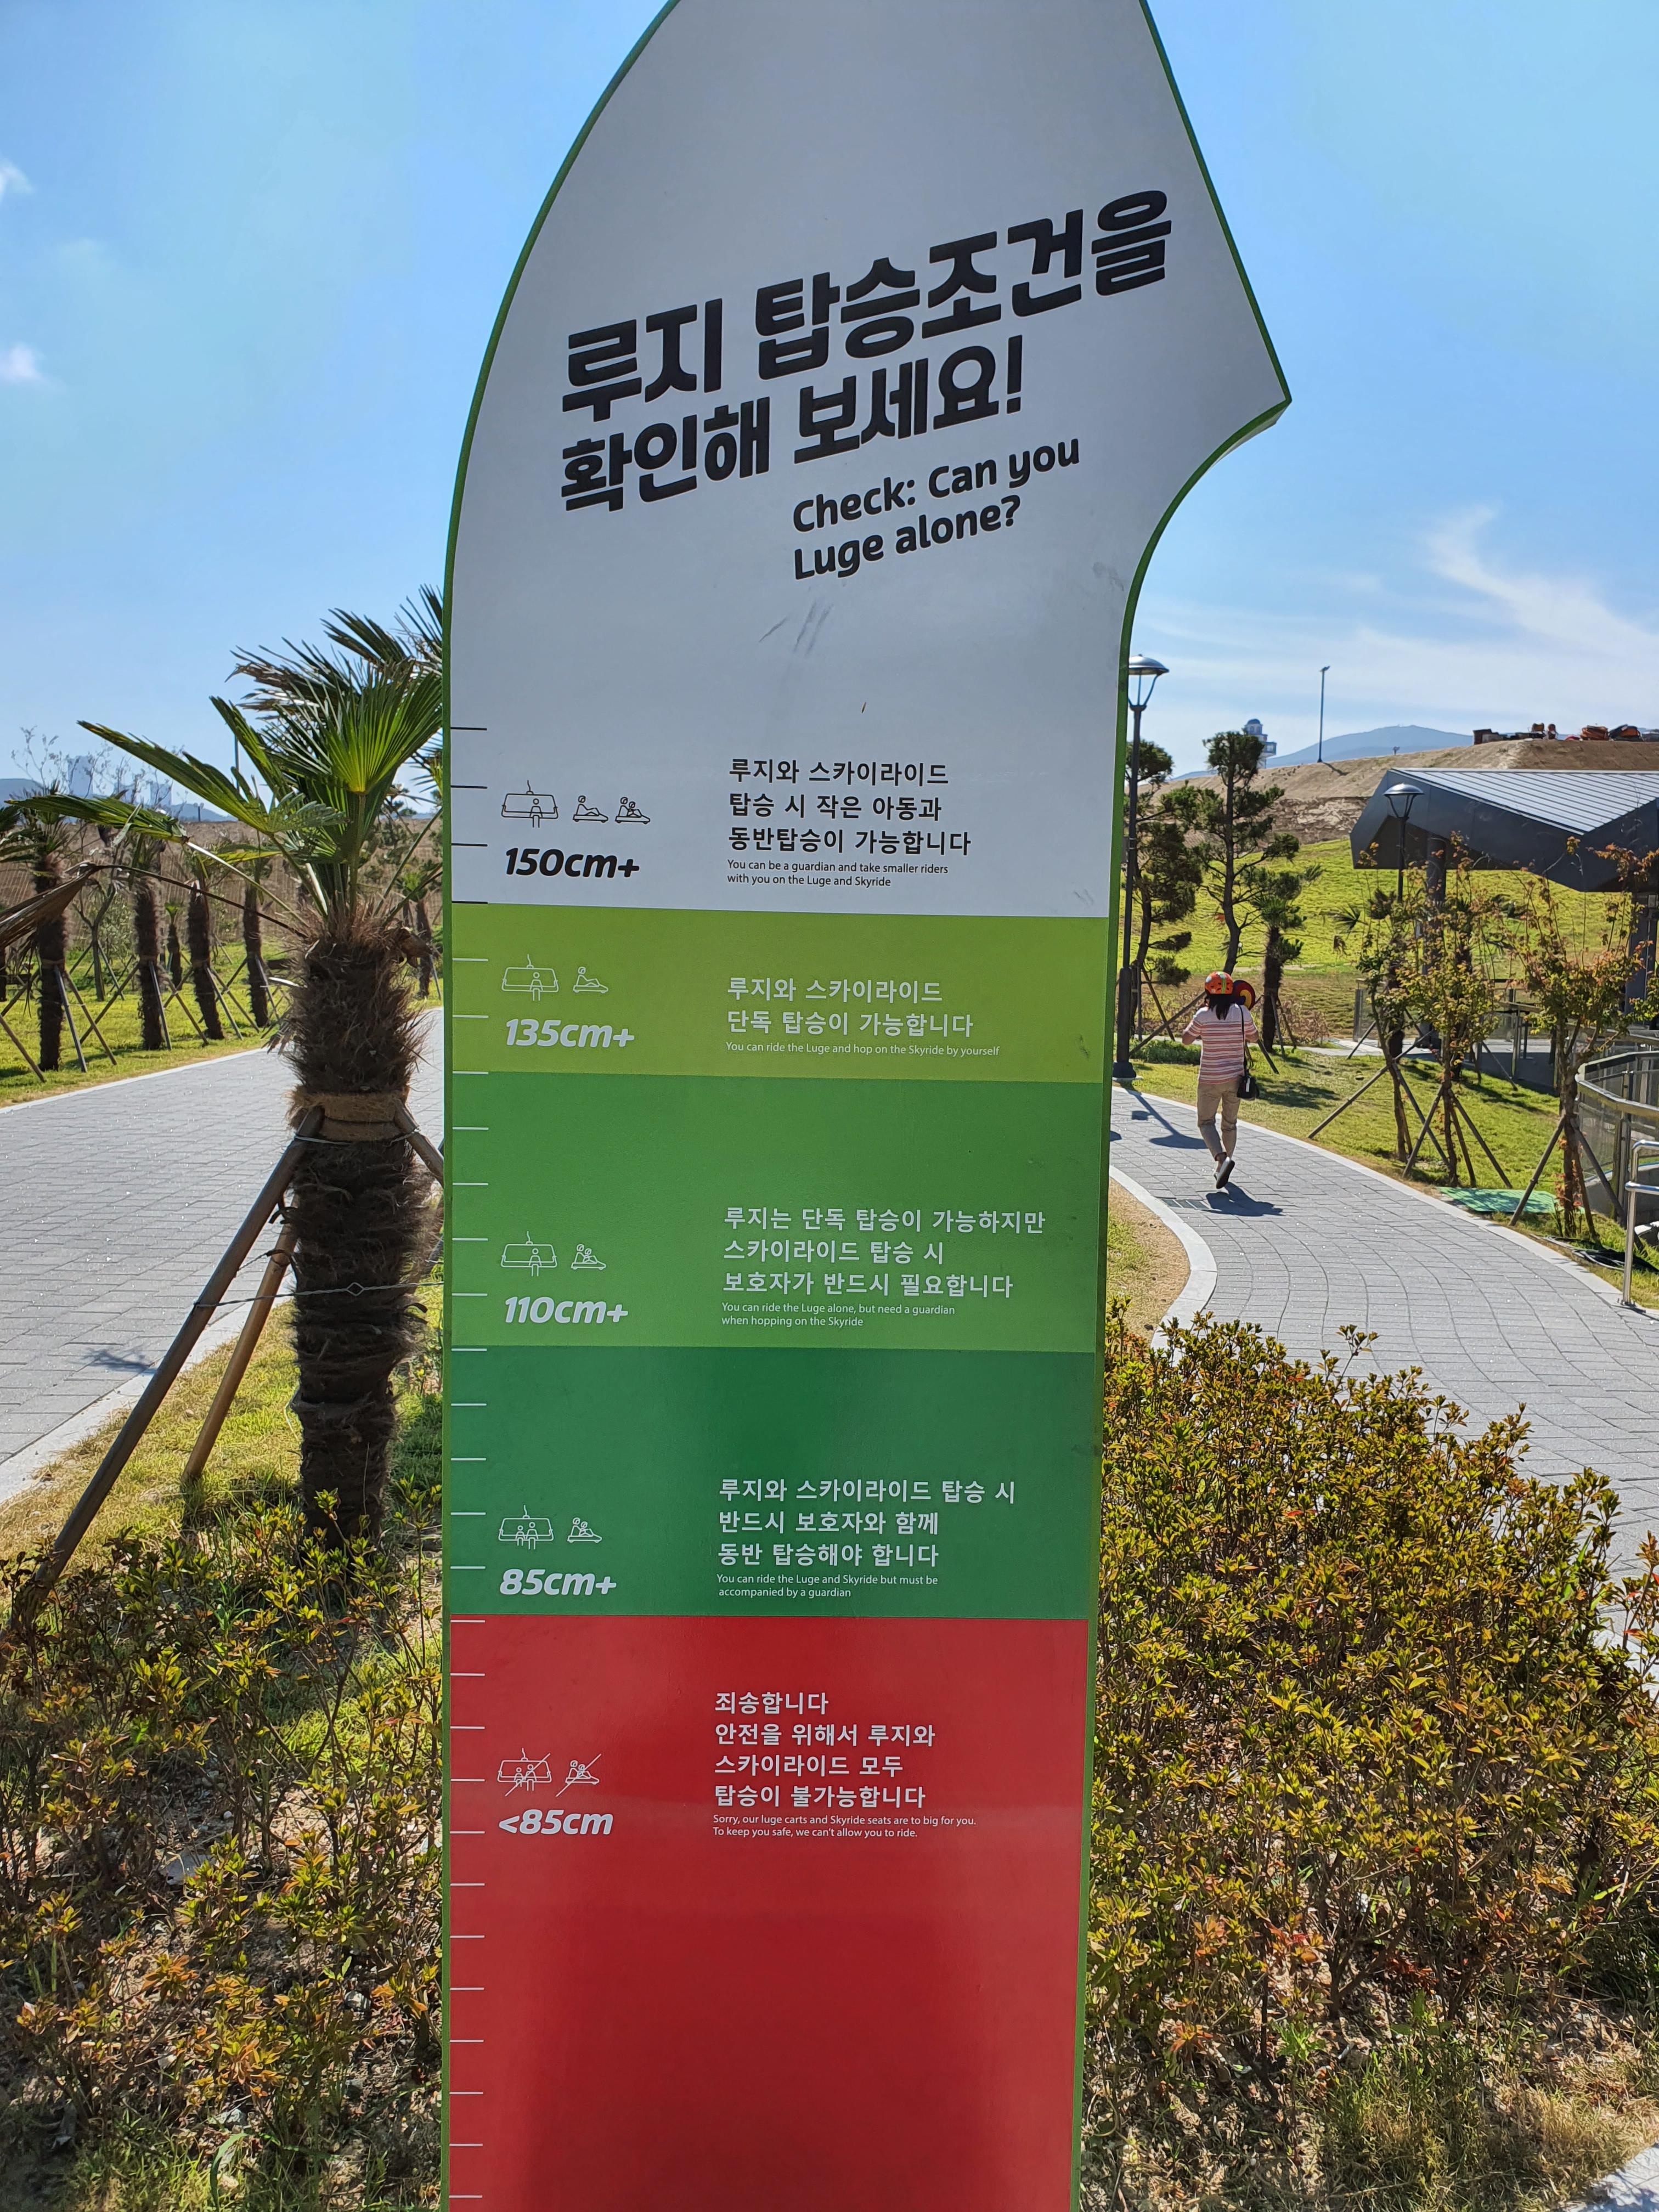 루지 탑승조건을
확인해 보세요!
Check: Can you
Luge alone?
루지와 스카이라이드
탑승 시 작은 아동과
동반탑승이 가능합니다
You can be a guardian and take smaller riders
with you on the Luge and Skyride
150cm+
루지와 스카이라이드
단독 탑승이 가능합니다
You can ride the Luge and hop on the Skyride by yourself
135cm+
루지는 단독 탑승이 가능하지만
스카이라이드 탑승 시
보호자가 반드시 필요합니다
You can ride the Luge alone, but need a guardian
when hopping on the Skyride
110cm+
루지와 스카이라이드 탑승 시
반드시 보호자와 함께
동반 탑승해야 합니다
You can ride the Luge and Skyride but must be
accompanied by a guardian
85cm+
죄송합니다
안전을 위해서 루지와
스카이라이드 모두
탑승이 불가능합니다
Sorry, our luge carts and Skyride seats are to big for you.
To keep you safe, we can't allow you to ride.
<85cm